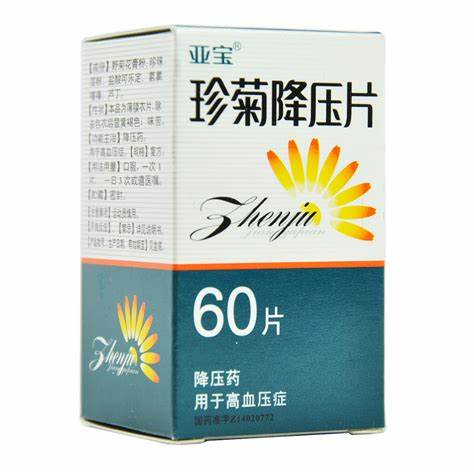 亚宝®
珍菊降压片
Zhenju
60片
降压药
用于高血压症
国药准字Z14020772
【成份】野菊花膏粉、珍珠
层粉、盐酸可乐定、氢氯
噻嗪、芦丁。
【性状】本品为薄膜衣片，除
去包衣后显黄褐色；味苦。
【功能主治】降压药，
用于高血压症。【规格】复方。
【用法用量】口服，一次1
片，一日3次或遵医嘱。
【贮藏】密封。
Zhenju